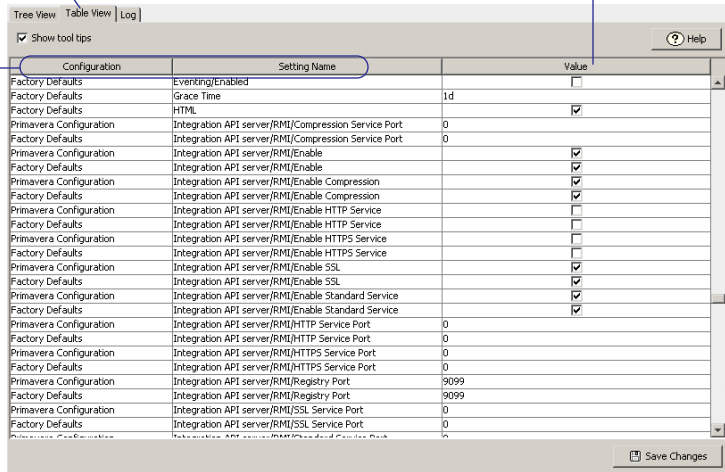 Tree View Table View Log
Show tool tips Help
Configuration Setting Name Value
Factory Defaults Eventing/Enabled
Factory Defaults Grace Time 1d
Factory Defaults HTML
Primavera Configuration Integration API server/RMI/Compression Service Port 0
Factory Defaults Integration API server/RMI/Compression Service Port 0
Primavera Configuration Integration API server/RMI/Enable
Factory Defaults Integration API server/RMI/Enable
Primavera Configuration Integration API server/RMI/Enable Compression
Factory Defaults Integration API server/RMI/Enable Compression
Primavera Configuration Integration API server/RMI/Enable HTTP Service
Factory Defaults Integration API server/RMI/Enable HTTP Service
Primavera Configuration Integration API server/RMI/Enable HTTPS Service
Factory Defaults Integration API server/RMI/Enable HTTPS Service
Primavera Configuration Integration API server/RMI/Enable SSL
Factory Defaults Integration API server/RMI/Enable SSL
Primavera Configuration Integration API server/RMI/Enable Standard Service
Factory Defaults Integration API server/RMI/Enable Standard Service
Primavera Configuration Integration API server/RMI/HTTP Service Port 0
Factory Defaults Integration API server/RMI/HTTP Service Port 0
Primavera Configuration Integration API server/RMI/HTTPS Service Port 0
Factory Defaults Integration API server/RMI/HTTPS Service Port 0
Primavera Configuration Integration API server/RMI/Registry Port 9099
Factory Defaults Integration API server/RMI/Registry Port 9099
Primavera Configuration Integration API server/RMI/SSL Service Port 0
Factory Defaults Integration API server/RMI/SSL Service Port 0
Primavera Configuration Integration API server/RMI/Standard Service Port 0
Save Changes